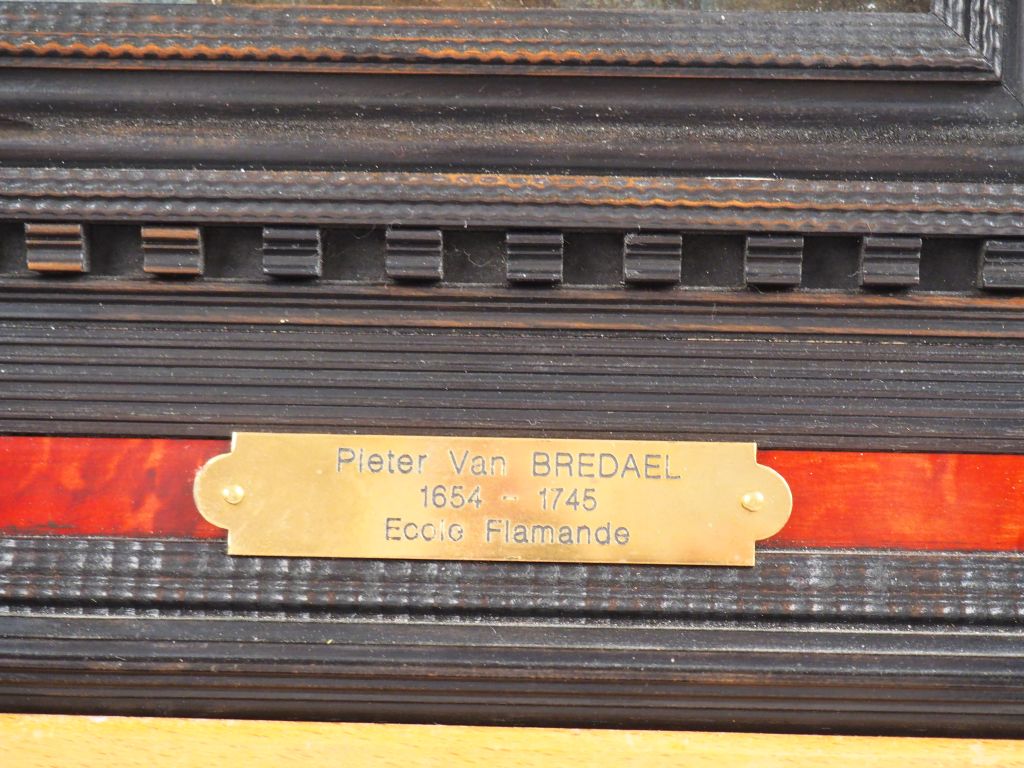 Pieter Van BREDAEL
1654 - 1745
Ecole Flamande